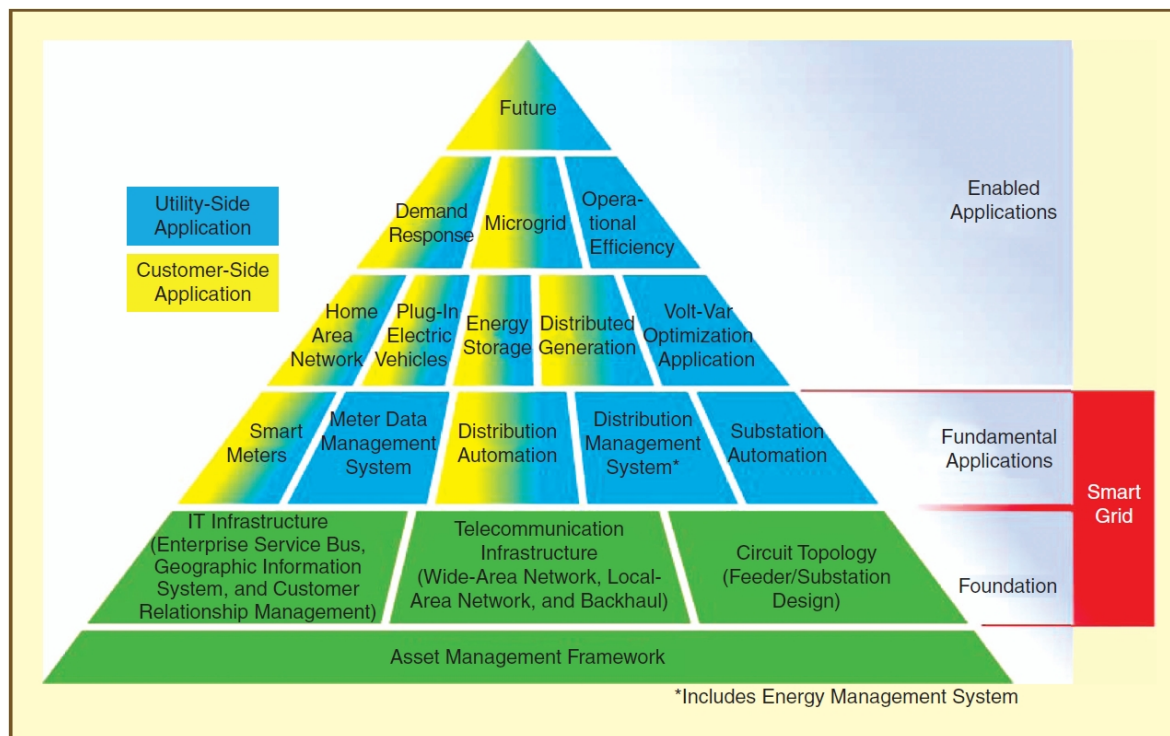 Future
Utility-Side
Application
Customer-Side
Application
Demand
Response
Microgrid
Opera-
tional
Efficiency
Enabled
Applications
Home
Area
Network
Plug-In
Electric
Vehicles
Energy
Storage
Distributed
Generation
Volt-Var
Optimization
Application
Smart
Meters
Meter Data
Management
System
Distribution
Automation
Distribution
Management
System*
Substation
Automation
Fundamental
Applications
Smart
Grid
IT Infrastructure
(Enterprise Service Bus,
Geographic Information
System, and Customer
Relationship Management)
Telecommunication
Infrastructure
(Wide-Area Network, Local-
Area Network, and Backhaul)
Circuit Topology
(Feeder/Substation
Design)
Foundation
Asset Management Framework
*Includes Energy Management System